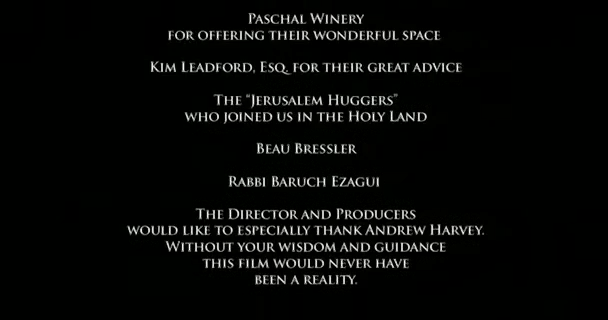 Paschal Winery
for offering their wonderful space
Kim Leadford, Esq. for their great advice
The “Jerusalem Huggers”
who joined us in the Holy Land
Beau Bressler
Rabbi Baruch Ezagui
The Director and Producers
would like to especially thank Andrew Harvey.
Without your wisdom and guidance
this film would never have
been a reality.